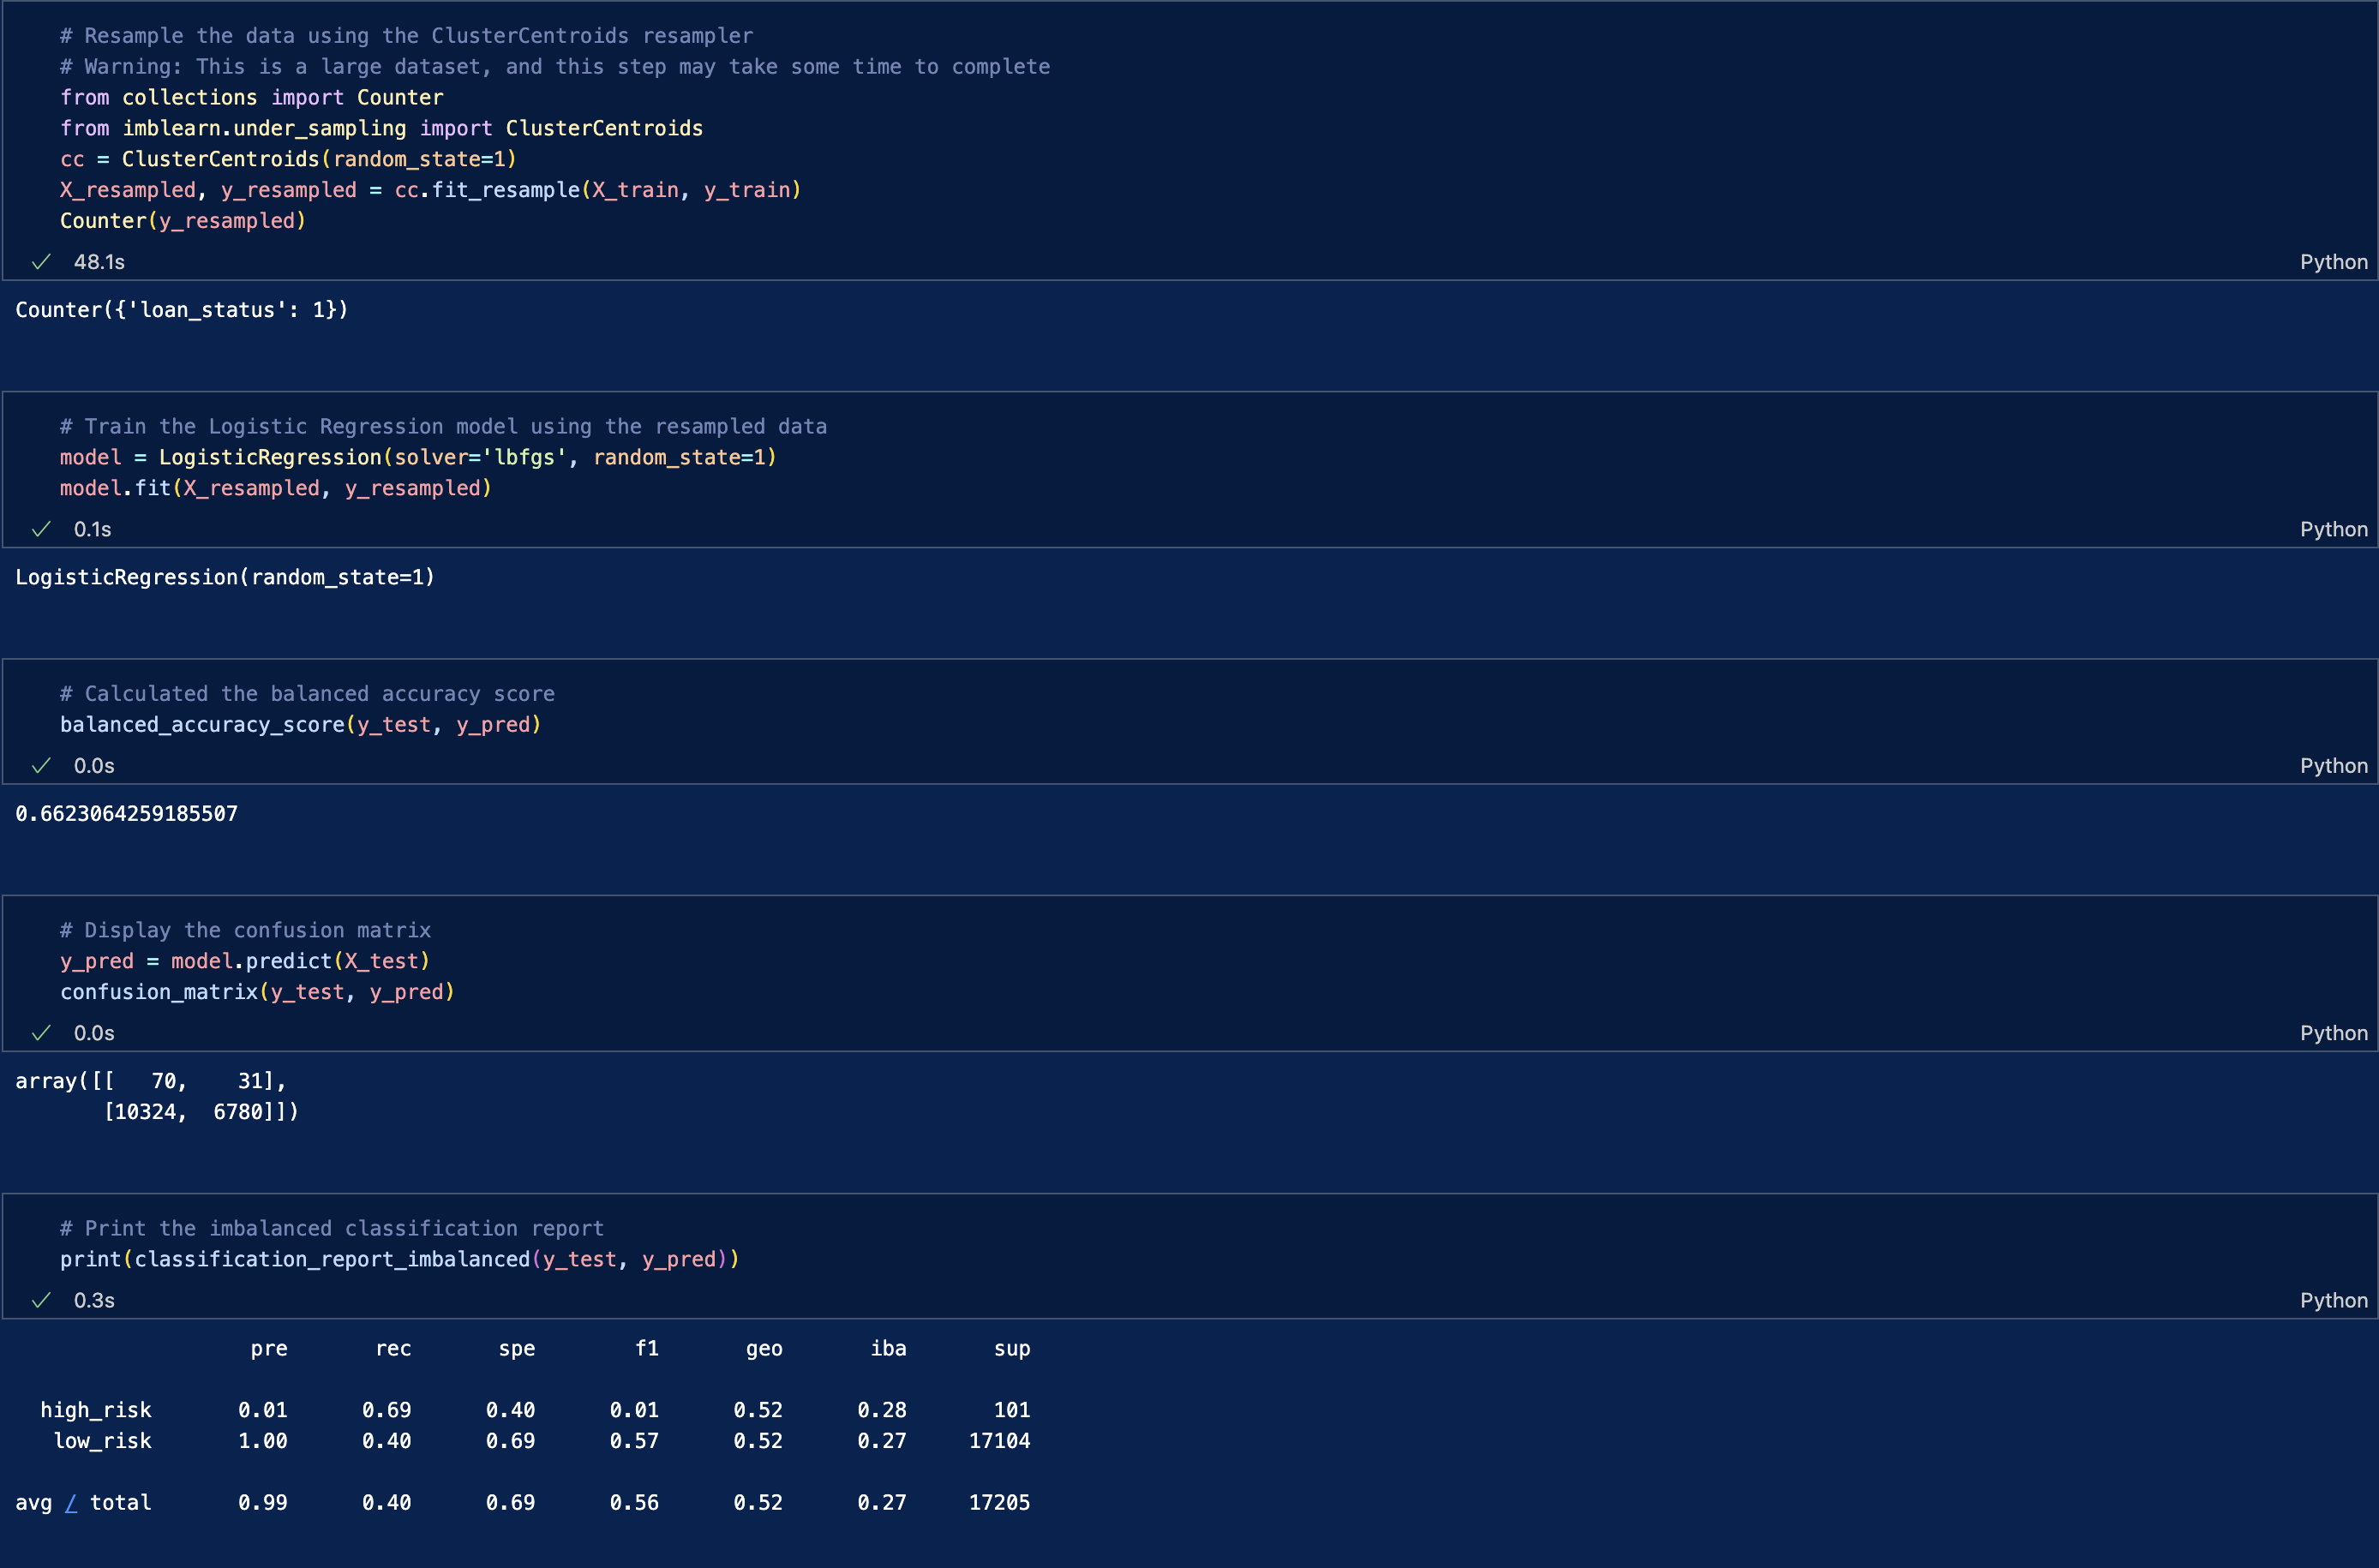 # Resample the data using the ClusterCentroids resampler
# Warning: This is a large dataset, and this step may take some time to complete
from collections import Counter
from imblearn.under_sampling import ClusterCentroids
cc = ClusterCentroids(random_state=1)
X_resampled, y_resampled = cc.fit_resample(X_train, y_train)
Counter(y_resampled)
48.1s Python
Counter({'loan_status': 1})
# Train the Logistic Regression model using the resampled data
model = LogisticRegression(solver='lbfgs', random_state=1)
model.fit(X_resampled, y_resampled)
0.1s Python
LogisticRegression(random_state=1)
# Calculated the balanced accuracy score
balanced_accuracy_score(y_test, y_pred)
0.0s Python
0.6623064259185507
# Display the confusion matrix
y_pred = model.predict(X_test)
confusion_matrix(y_test, y_pred)
0.0s Python
array([[   70,    31],
       [10324,  6780]])
# Print the imbalanced classification report
print(classification_report_imbalanced(y_test, y_pred))
0.3s Python
pre rec spe f1 geo iba sup
high_risk 0.01 0.69 0.40 0.01 0.52 0.28 101
low_risk 1.00 0.40 0.69 0.57 0.52 0.27 17104
avg / total 0.99 0.40 0.69 0.56 0.52 0.27 17205